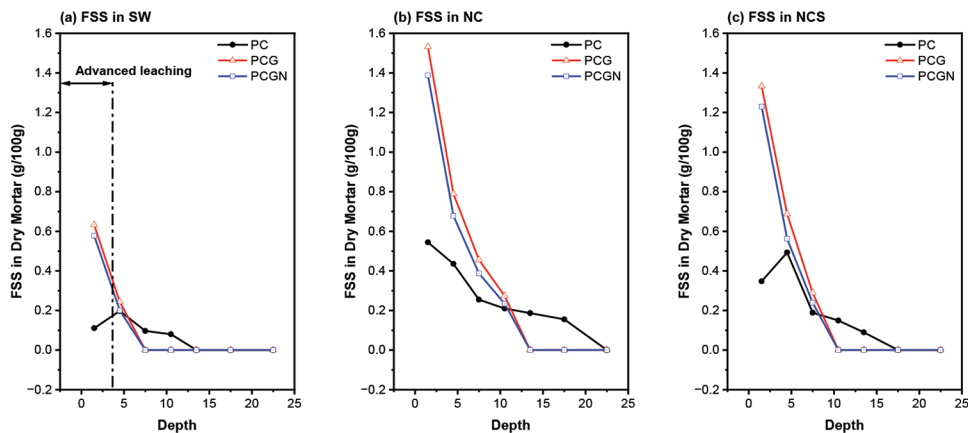 (a) FSS in SW
FSS in Dry Mortar (g/100g)
1.6
1.4
1.2
1.0
0.8
0.6
0.4
0.2
0.0
−0.2
Advanced leaching
PC
PCG
PCGN
0 5 10 15 20 25
Depth
(b) FSS in NC
FSS in Dry Mortar (g/100g)
1.6
1.4
1.2
1.0
0.8
0.6
0.4
0.2
0.0
−0.2
PC
PCG
PCGN
0 5 10 15 20 25
Depth
(c) FSS in NCS
FSS in Dry Mortar (g/100g)
1.6
1.4
1.2
1.0
0.8
0.6
0.4
0.2
0.0
−0.2
PC
PCG
PCGN
0 5 10 15 20 25
Depth